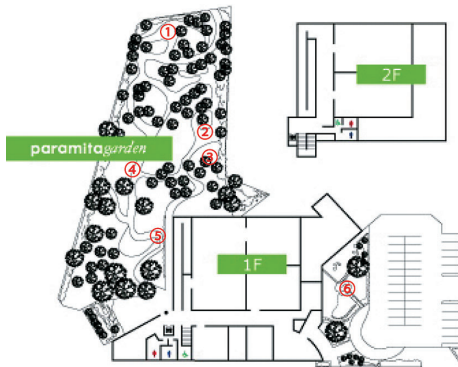 ①
2F
②
paramitagarden
③
④
⑤
1F
⑥